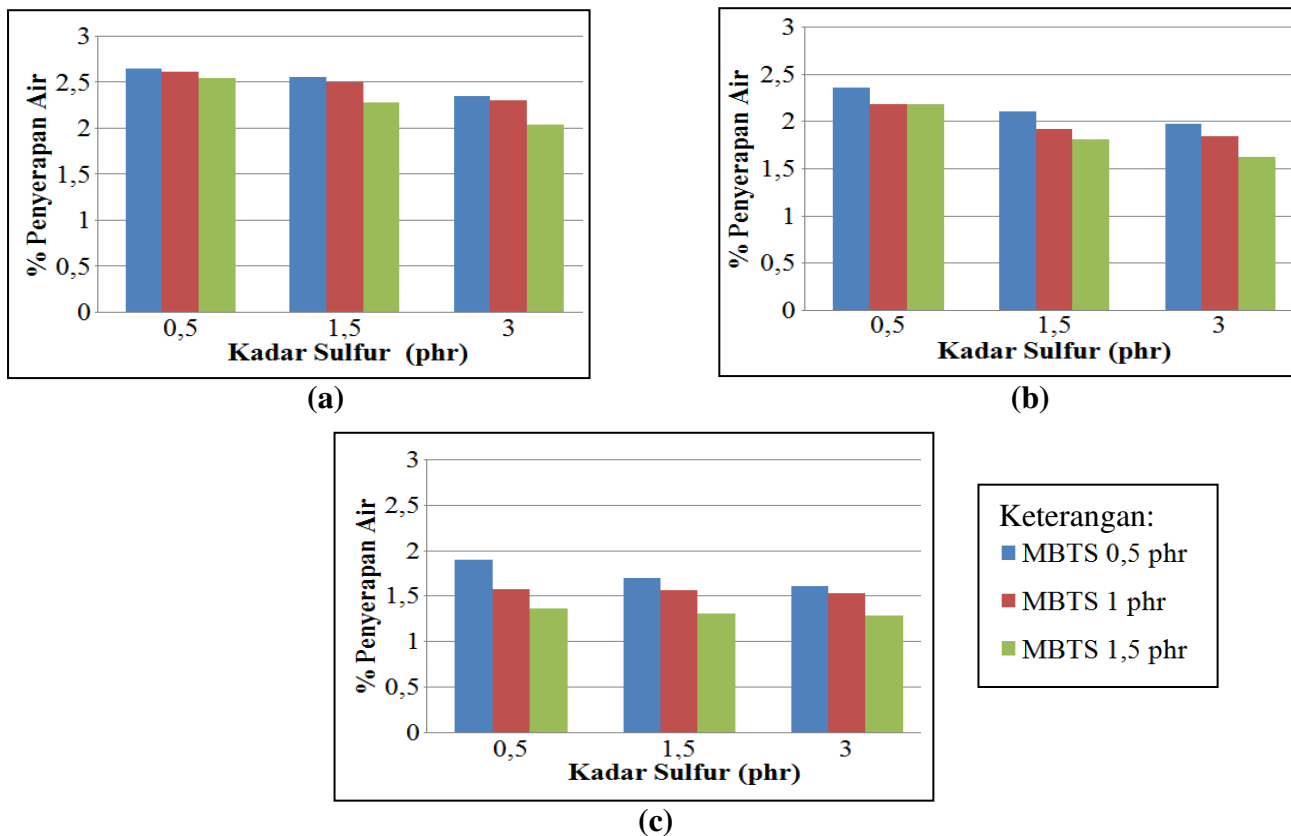 3
2,5
2
1,5
1
0,5
0
% Penyerapan Air
0,5 1,5 3
Kadar Sulfur (phr)
(a)
3
2,5
2
1,5
1
0,5
0
% Penyerapan Air
0,5 1,5 3
Kadar Sulfur (phr)
(b)
3
2,5
2
1,5
1
0,5
0
% Penyerapan Air
0,5 1,5 3
Kadar Sulfur (phr)
(c)
Keterangan:
MBTS 0,5 phr
MBTS 1 phr
MBTS 1,5 phr